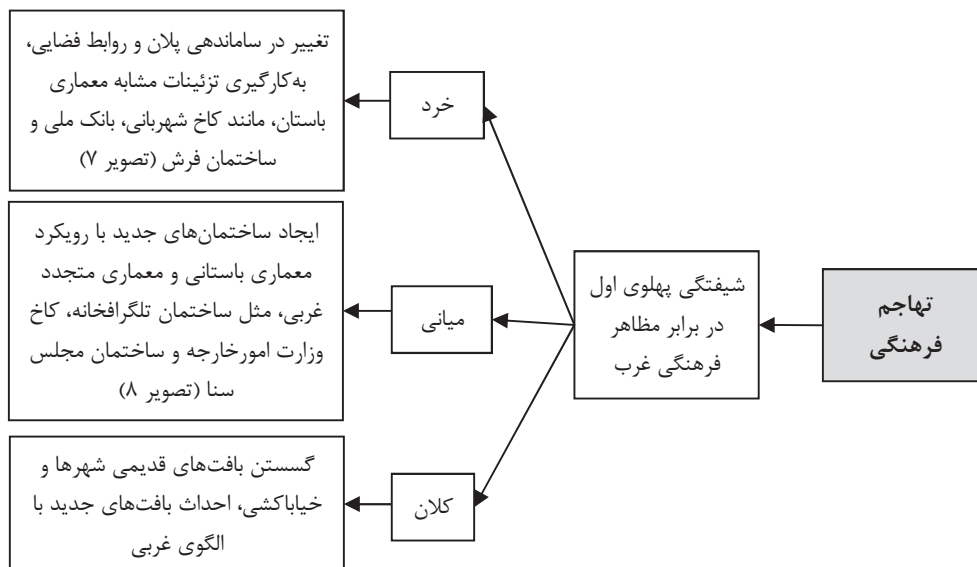 تهاجم
فرهنگی
شیفتگی پهلوی اول
در برابر مظاهر
فرهنگی غرب
خرد
تغییر در ساماندهی پلان و روابط فضایی،
به‌کارگیری تزئینات مشابه معماری
باستان، مانند کاخ شهربانی، بانک ملی و
ساختمان فرش (تصویر ۷)
میانی
ایجاد ساختمان‌های جدید با رویکرد
معماری باستانی و معماری متجدد
غربی، مثل ساختمان تلگرافخانه، کاخ
وزارت امورخارجه و ساختمان مجلس
سنا (تصویر ۸)
کلان
گسستن بافت‌های قدیمی شهرها و
خیاباکشی، احداث بافت‌های جدید با
الگوی غربی